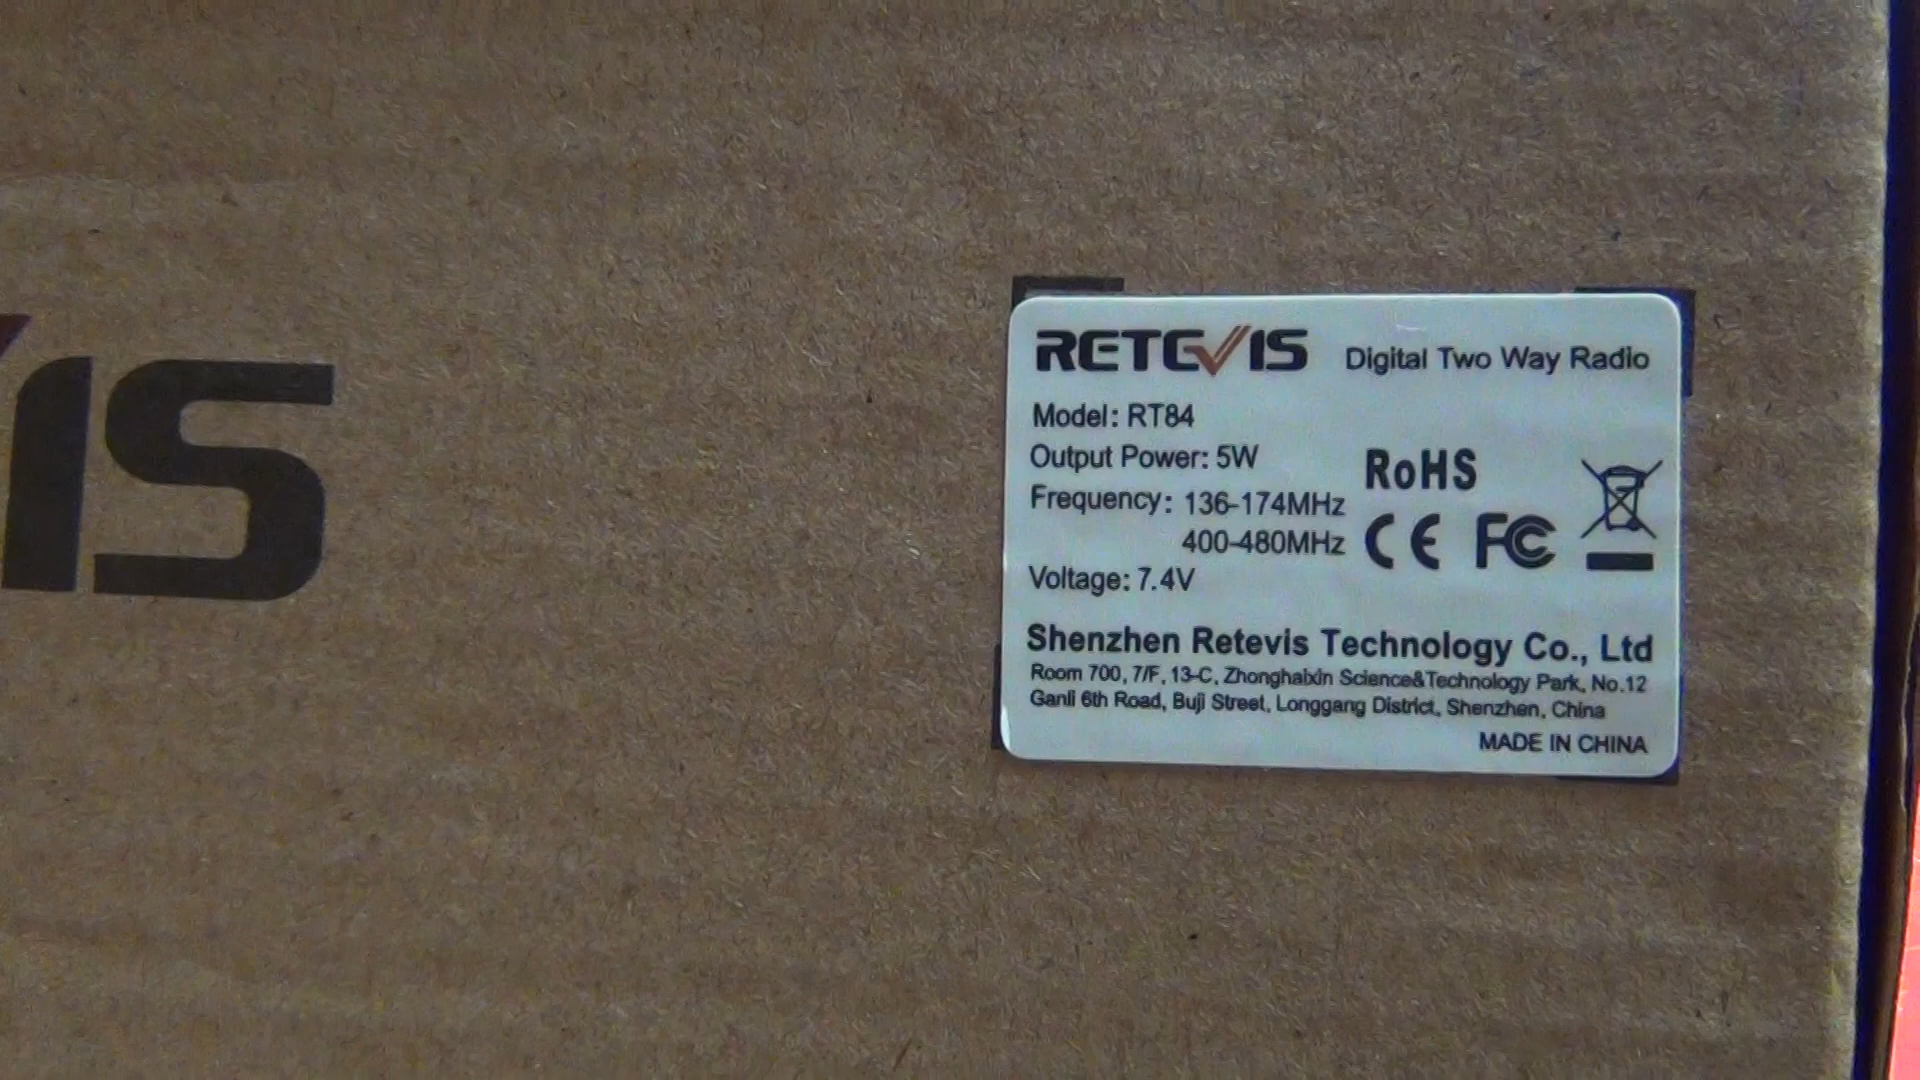 IS
RETEVIS Digital Two Way Radio
Model: RT84
Output Power: 5W
Frequency: 136-174MHz
400-480MHz
Voltage: 7.4V
RoHS
CE FC
Shenzhen Retevis Technology Co., Ltd
Room 700, 7/F, 13-C, Zhonghaixin Science&Technology Park, No.12
Ganli 6th Road, Buji Street, Longgang District, Shenzhen, China
MADE IN CHINA